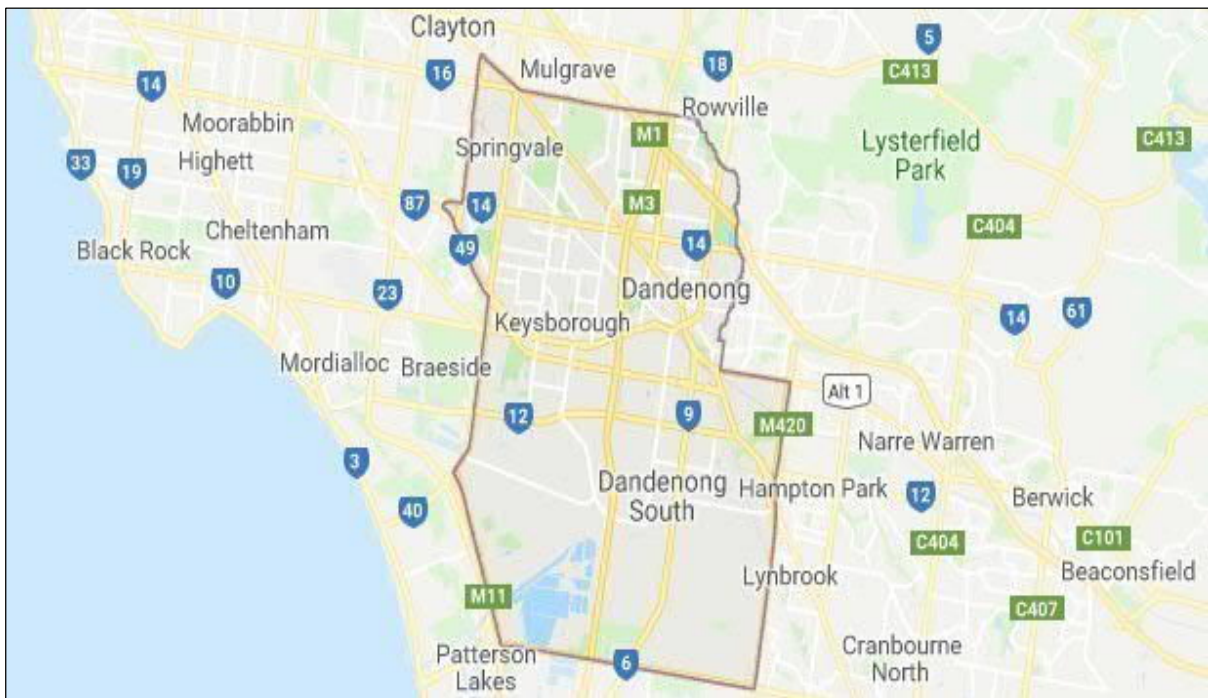 Clayton
5
16
18
Mulgrave
C413
14
Rowville
Moorabbin
M1
C413
Lysterfield
Park
Highett
Springvale
33
19
87
14
M3
C404
Cheltenham
49
14
Black Rock
10
23
Dandenong
14
61
Keysborough
Mordialloc
Braeside
Alt 1
12
9
M420
Narre Warren
3
Dandenong
South
Hampton Park
12
Berwick
40
C404
C101
Lynbrook
Beaconsfield
M11
C407
Cranbourne
North
Patterson
Lakes
6